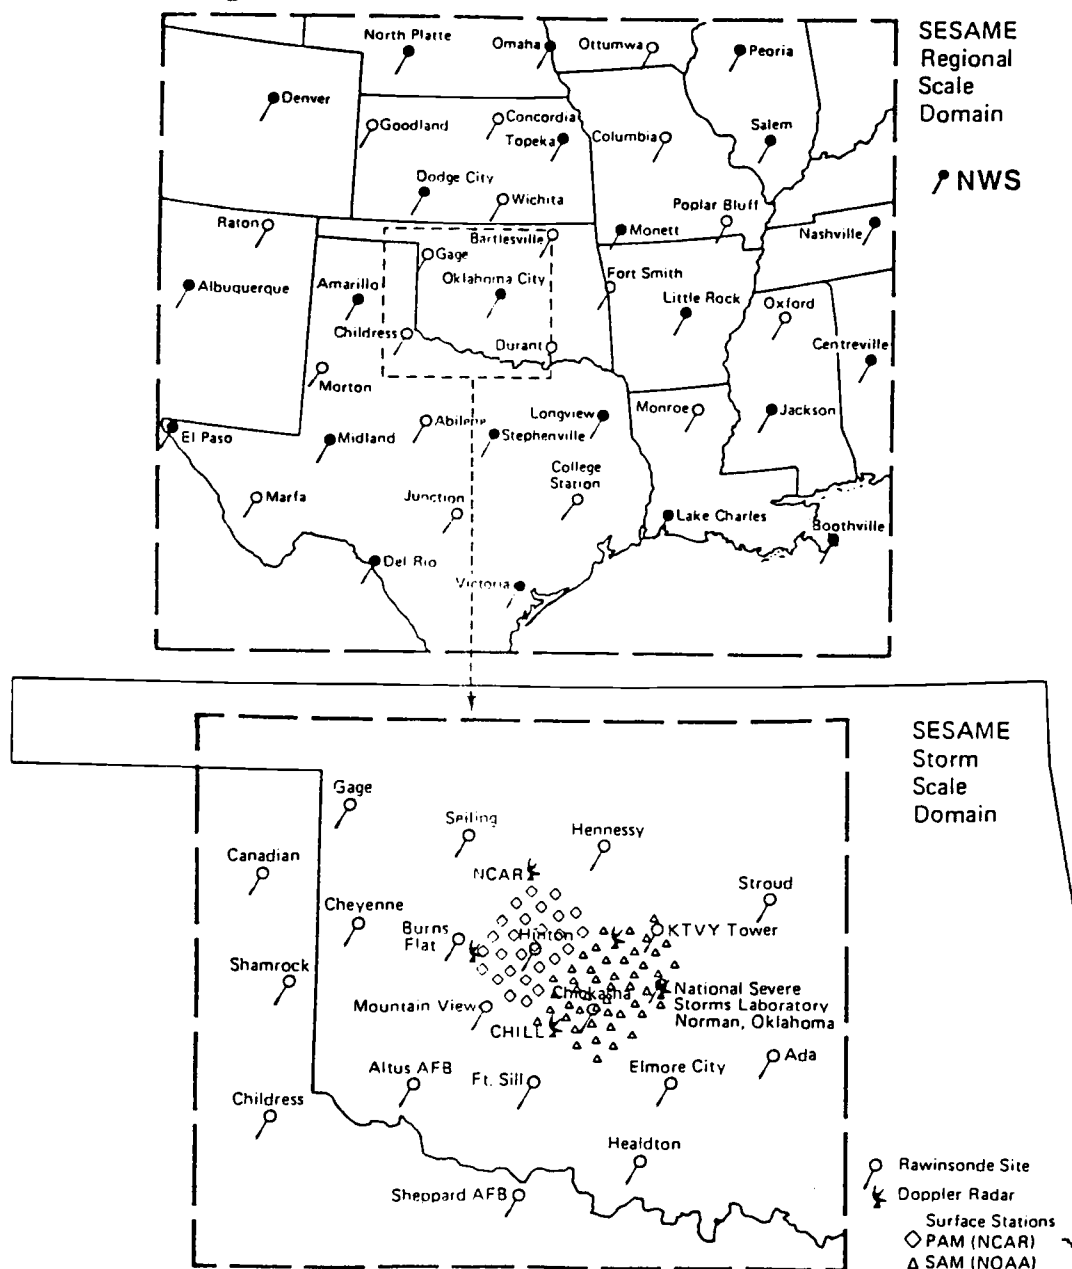 SESAME
Regional
Scale
Domain
NWS
North Platte
Omaha
Ottumwa
Peoria
Denver
Goodland
Concordia
Topeka
Columbia
Salem
Dodge City
Wichita
Poplar Bluff
Raton
Bartlesville
Monett
Nashville
Gage
Fort Smith
Albuquerque
Amarillo
Oklahoma City
Little Rock
Oxford
Childress
Durant
Centreville
Morton
Abilene
Longview
Monroe
Jackson
El Paso
Midland
Stephenville
College
Station
Marfa
Junction
Lake Charles
Boothville
Del Rio
Victoria
SESAME
Storm
Scale
Domain
Gage
Seiling
Hennessy
Canadian
NCAR
Stroud
Cheyenne
Burns
Flat
Hinton
KTVY Tower
Shamrock
Mountain View
Chickasha
National Severe
Storms Laboratory
Norman, Oklahoma
CHILL
Ada
Altus AFB
Ft. Sill
Elmore City
Childress
Healdton
Sheppard AFB
Rawinsonde Site
Doppler Radar
Surface Stations
PAM (NCAR)
SAM (NOAA)